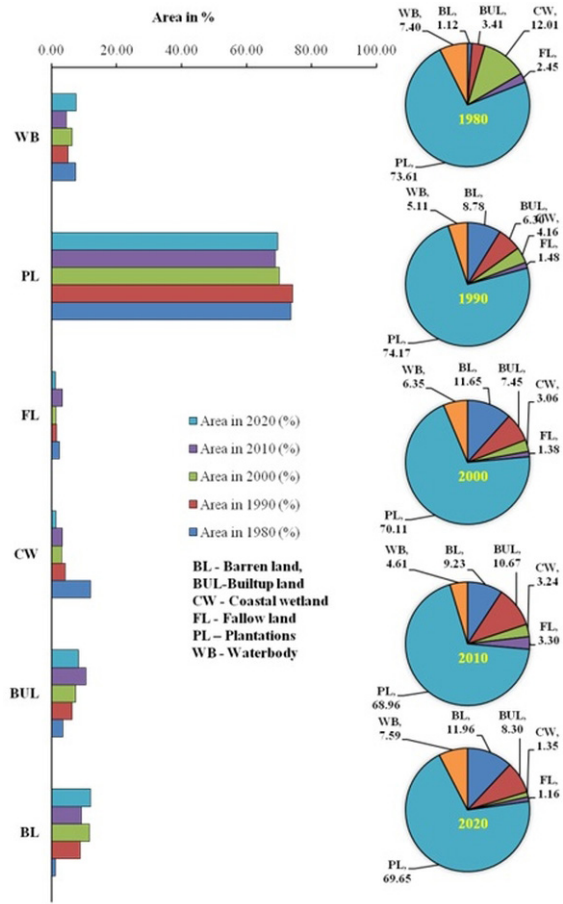 Area in %
0.00 20.00 40.00 60.00 80.00 100.00
WB
PL
FL
CW
BUL
BL
Area in 2020 (%)
Area in 2010 (%)
Area in 2000 (%)
Area in 1990 (%)
Area in 1980 (%)
BL - Barren land,
BUL-Builtup land
CW - Coastal wetland
FL - Fallow land
PL – Plantations
WB - Waterbody
WB, 7.40
BL, 1.12
BUL, 3.41
CW, 12.01
FL, 2.45
PL, 73.61
1980
WB, 5.11
BL, 8.78
BUL, 6.30
CW, 4.16
FL, 1.48
PL, 74.17
1990
WB, 6.35
BL, 11.65
BUL, 7.45
CW, 3.06
FL, 1.38
PL, 70.11
2000
WB, 4.61
BL, 9.23
BUL, 10.67
CW, 3.24
FL, 3.30
PL, 68.96
2010
WB, 7.59
BL, 11.96
BUL, 8.30
CW, 1.35
FL, 1.16
PL, 69.65
2020